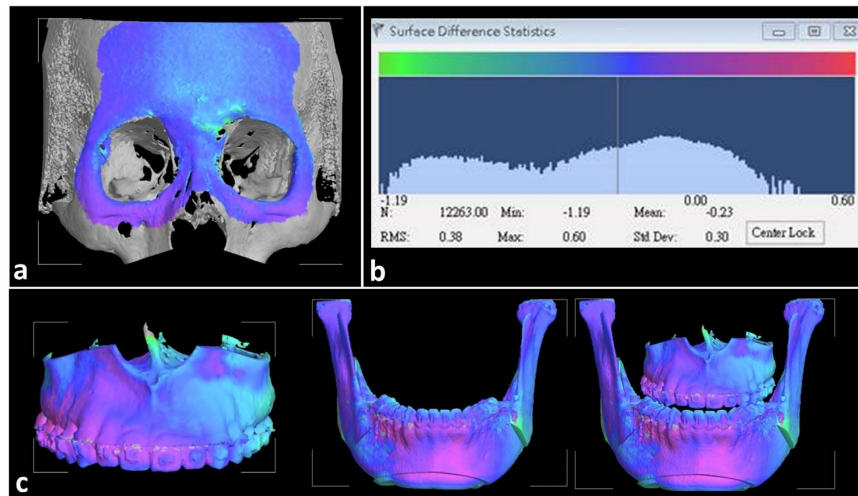 a
b
Surface Difference Statistics
-1.19 0.00 0.60
N: 12263.00 Min: -1.19 Mean: -0.23
RMS: 0.38 Max: 0.60 Std Dev: 0.30 Center Lock
c